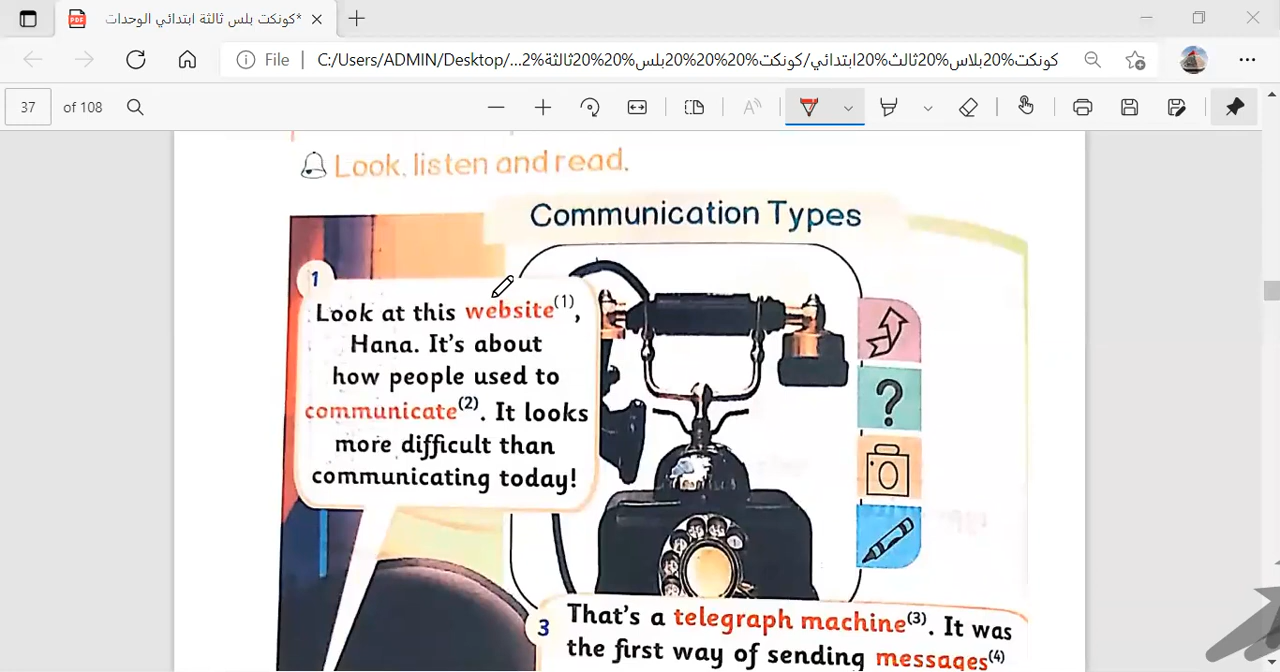 كونكت بلس ثالثة ابتدائي الوحدات*
File
C:/Users/ADMIN/Desktop/...2%كونكت%20بلاس%20ثالث%20ابتدائي/كونكت%20%20%20بلس%20%20ثالثة
37 of 108
Look, listen and read.
Communication Types
1
Look at this website(1),
Hana. It's about
how people used to
communicate(2). It looks
more difficult than
communicating today!
?
3
That's a telegraph machine(3). It was
the first way of sending messages(4)